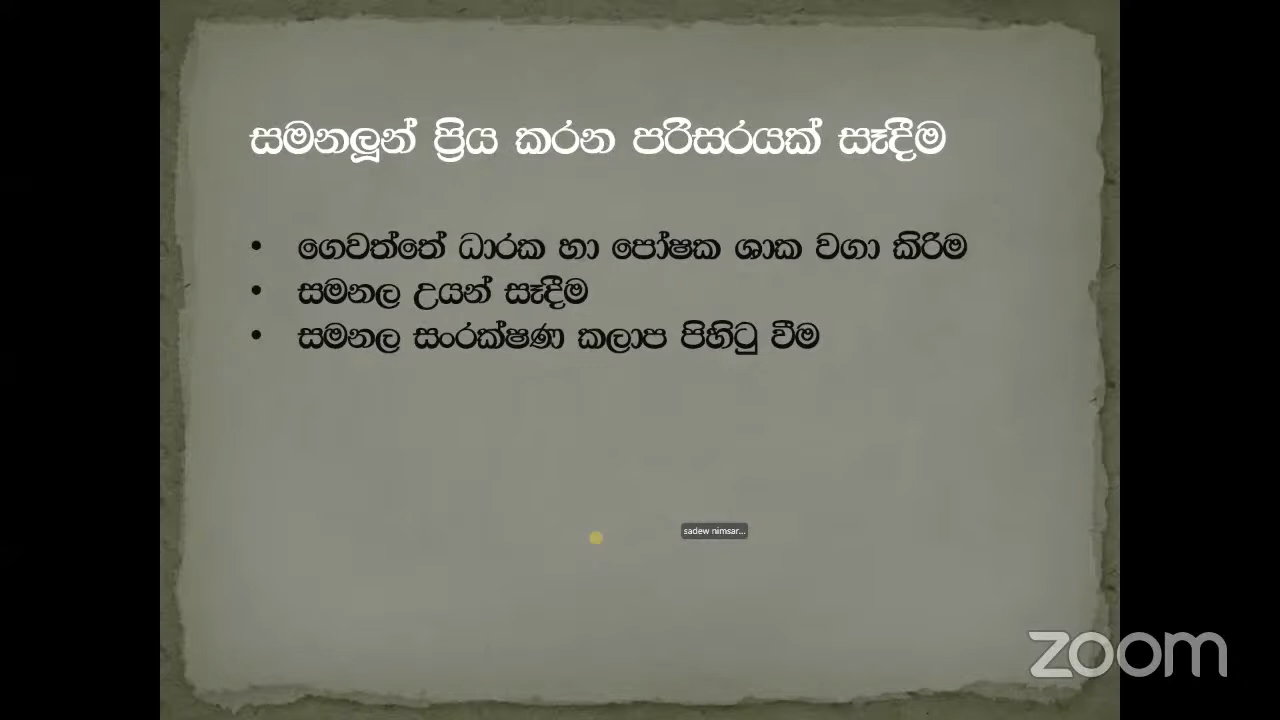 සමනලූන් ප්‍රිය කරන පරිසරයක් සෑදීම
• ගෙවත්තේ ධාරක හා පෝෂක ශාක වගා කිරිම
• සමනල උයන් සෑදීම
• සමනල සංරක්ෂණ කලාප පිහිටු වීම
sadew nimsar...
zoom